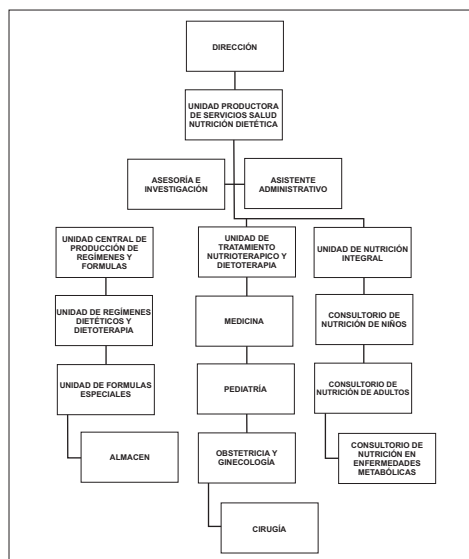 DIRECCIÓN
UNIDAD PRODUCTORA
DE SERVICIOS SALUD
NUTRICIÓN DIETÉTICA
ASESORÍA E
INVESTIGACIÓN
ASISTENTE
ADMINISTRATIVO
UNIDAD CENTRAL DE
PRODUCCIÓN DE
REGÍMENES Y
FORMULAS
UNIDAD DE
TRATAMIENTO
NUTRIOTERAPICO Y
DIETOTERAPIA
UNIDAD DE NUTRICIÓN
INTEGRAL
UNIDAD DE REGÍMENES
DIETÉTICOS Y
DIETOTERAPIA
MEDICINA
CONSULTORIO
DE NUTRICIÓN DE NIÑOS
UNIDAD DE FORMULAS
ESPECIALES
PEDIATRÍA
CONSULTORIO DE
NUTRICIÓN DE ADULTOS
ALMACEN
OBSTETRICIA Y
GINECOLOGÍA
CONSULTORIO DE
NUTRICIÓN EN
ENFERMEDADES
METABÓLICAS
CIRUGÍA